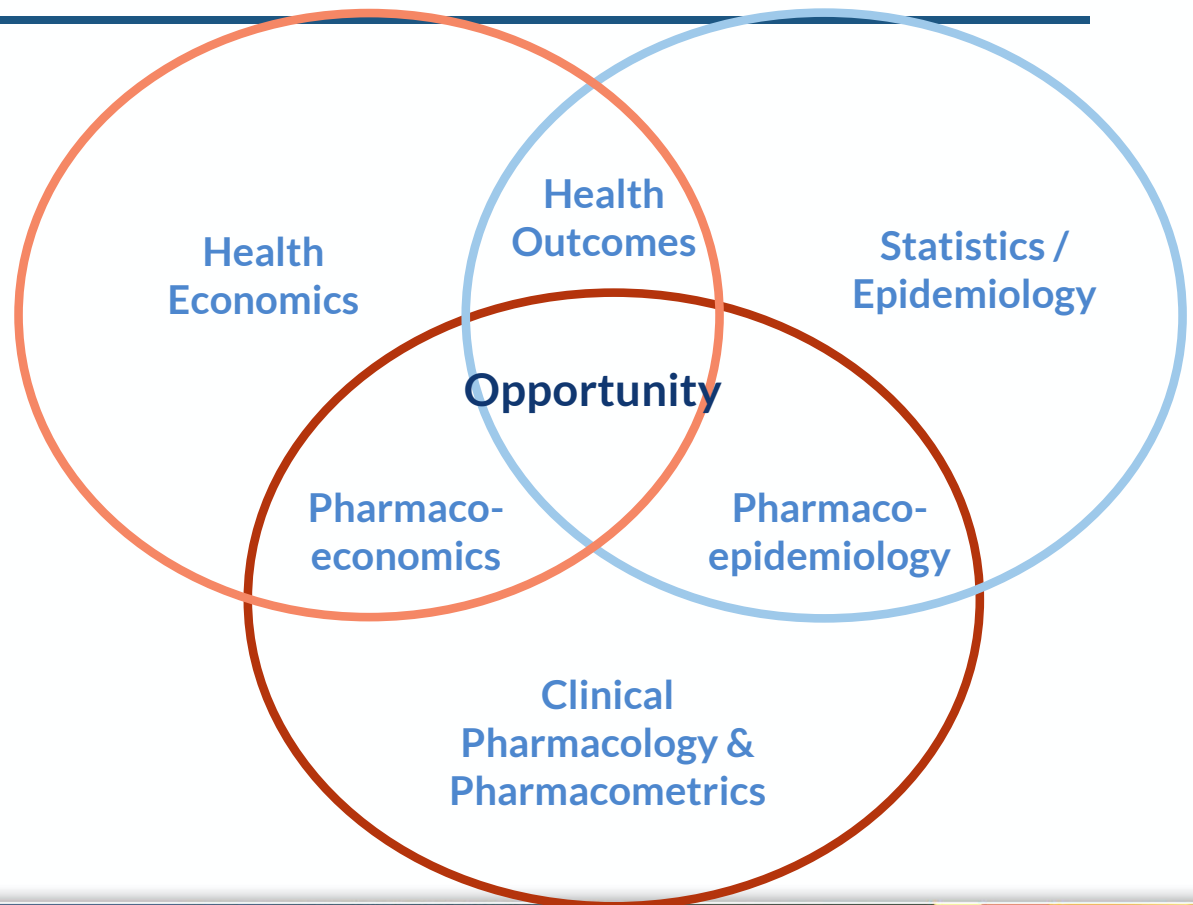 Health
Outcomes
Health
Economics
Statistics /
Epidemiology
Opportunity
Pharmaco-
economics
Pharmaco-
epidemiology
Clinical
Pharmacology &
Pharmacometrics